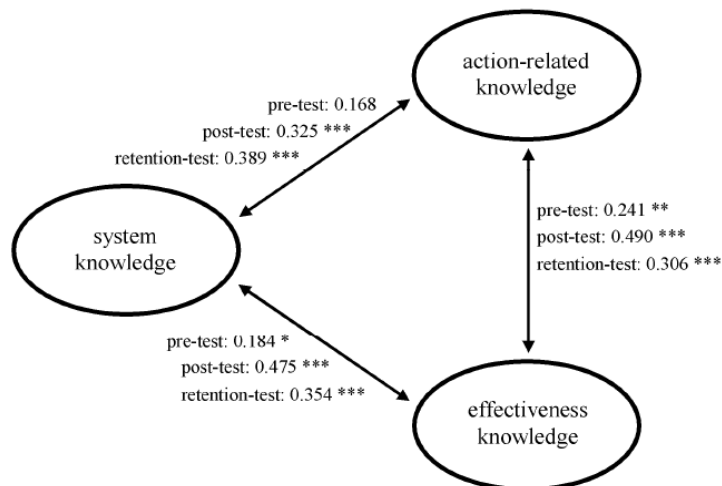 action-related
knowledge
pre-test: 0.168
post-test: 0.325 ***
retention-test: 0.389 ***
system
knowledge
pre-test: 0.241 **
post-test: 0.490 ***
retention-test: 0.306 ***
pre-test: 0.184 *
post-test: 0.475 ***
retention-test: 0.354 ***
effectiveness
knowledge